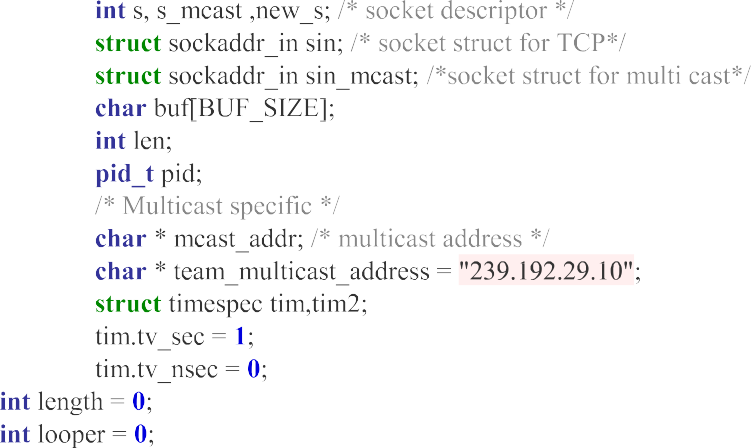 int s, s_mcast ,new_s; /* socket descriptor */
struct sockaddr_in sin; /* socket struct for TCP*/
struct sockaddr_in sin_mcast; /*socket struct for multi cast*/
char buf[BUF_SIZE];
int len;
pid_t pid;
/* Multicast specific */
char * mcast_addr; /* multicast address */
char * team_multicast_address = "239.192.29.10";
struct timespec tim,tim2;
tim.tv_sec = 1;
tim.tv_nsec = 0;
int length = 0;
int looper = 0;